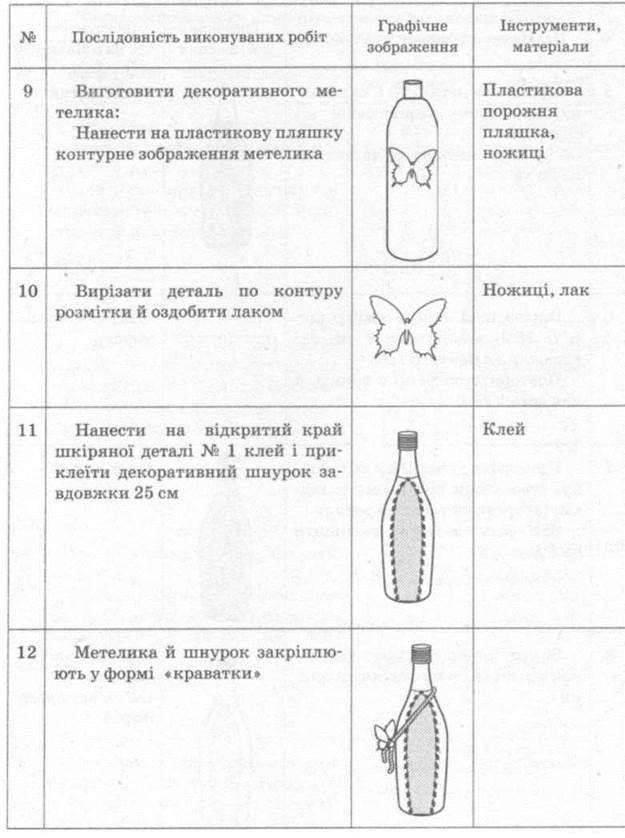 №
Послідовність виконуваних робіт
Графічне
зображення
Інструменти,
матеріали
9
Виготовити декоративного ме-
телика:
Нанести на пластикову пляшку
контурне зображення метелика
Пластикова
порожня
пляшка,
ножиці
10
Вирізати деталь по контуру
розмітки й оздобити лаком
Ножиці, лак
11
Нанести на відкритий край
шкіряної деталі № 1 клей і при-
клеїти декоративний шнурок за-
вдовжки 25 см
Клей
12
Метелика й шнурок закріплю-
ють у формі «краватки»